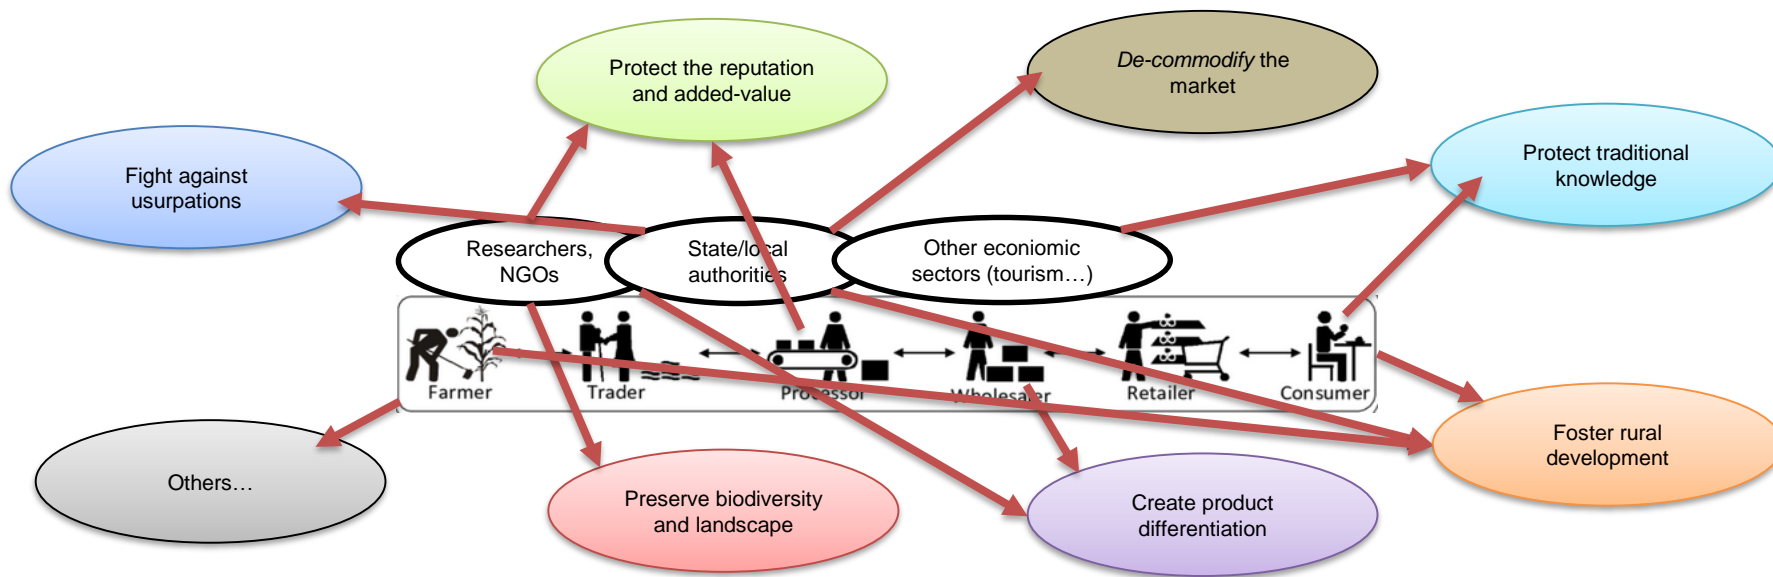 Protect the reputation
and added-value
De-commodify the
market
Fight against
usurpations
Protect traditional
knowledge
Researchers,
NGOs
State/local
authorities
Other econiomic
sectors (tourism…)
Farmer
Trader
Processor
Wholesaler
Retailer
Consumer
Others…
Preserve biodiversity
and landscape
Create product
differentiation
Foster rural
development